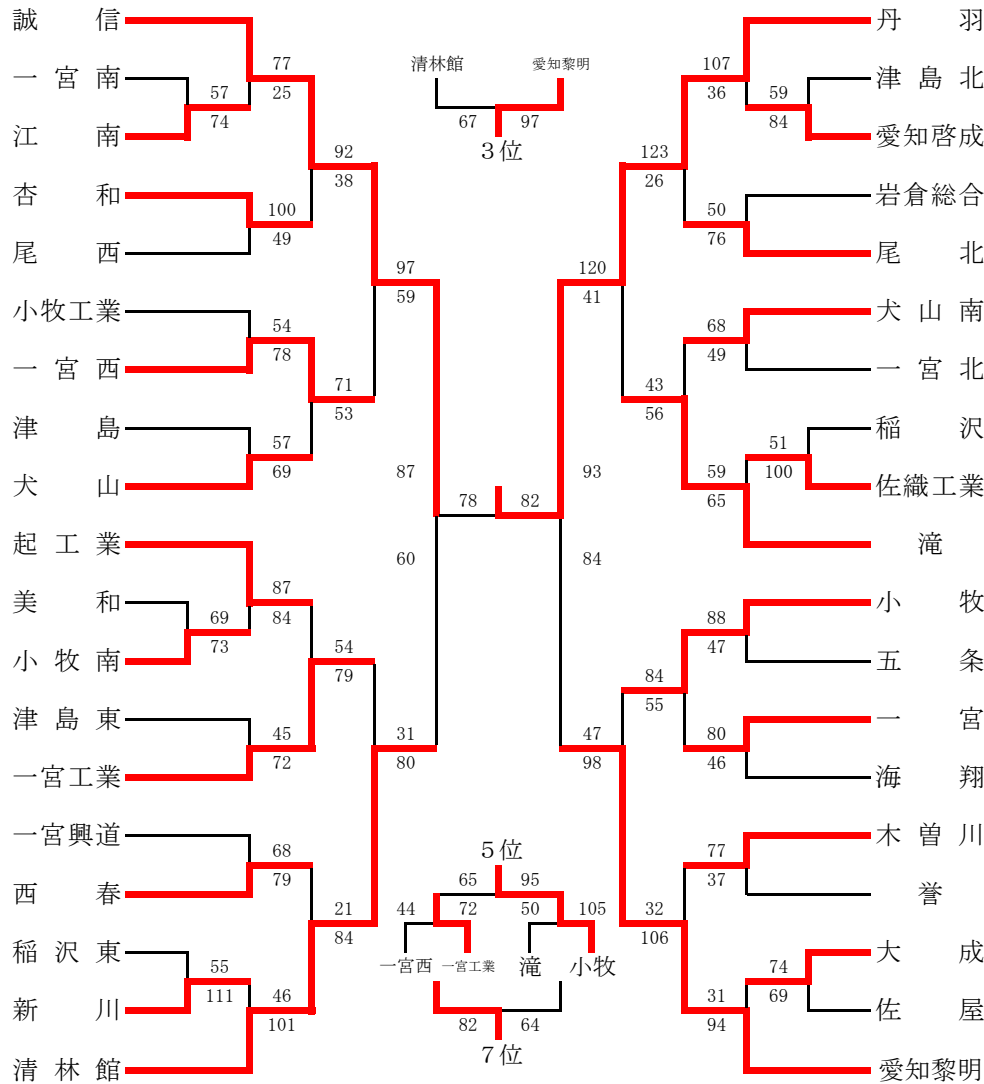 誠信
一宮南
江南
杏和
尾西
小牧工業
一宮西
津島
犬山
起工業
美和
小牧南
津島東
一宮工業
一宮興道
西春
稲沢東
新川
清林館
57
74
77
25
100
49
92
38
54
78
57
69
71
53
97
59
69
73
87
84
45
72
54
79
68
79
55
111
46
101
21
84
31
80
87
60
78
82
93
84
清林館
愛知黎明
67
97
3位
5位
65
95
44
72
50
105
一宮西
一宮工業
滝
小牧
82
64
7位
107
36
59
84
123
26
50
76
120
41
68
49
43
56
51
100
59
65
88
47
84
55
80
46
47
98
77
37
32
106
74
69
31
94
丹羽
津島北
愛知啓成
岩倉総合
尾北
犬山南
一宮北
稲沢
佐織工業
滝
小牧
五条
一宮
海翔
木曽川
誉
大成
佐屋
愛知黎明